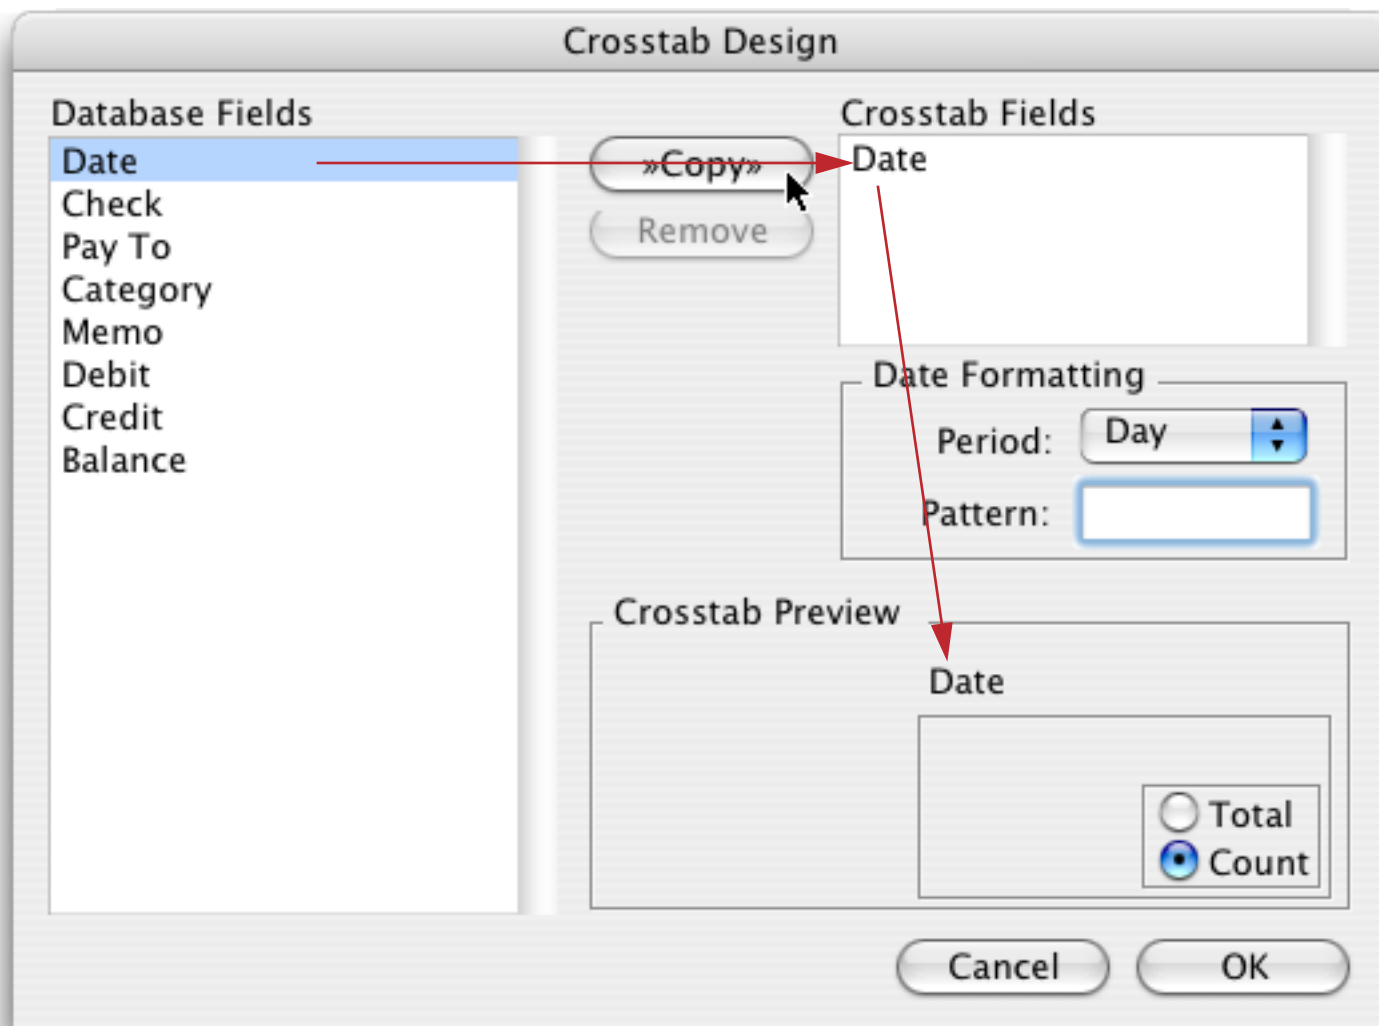 Crosstab Design
Database Fields
Date
Check
Pay To
Category
Memo
Debit
Credit
Balance
»Copy»
Remove
Crosstab Fields
Date
Date Formatting
Period: Day
Pattern:
Crosstab Preview
Date
Total
Count
Cancel
OK